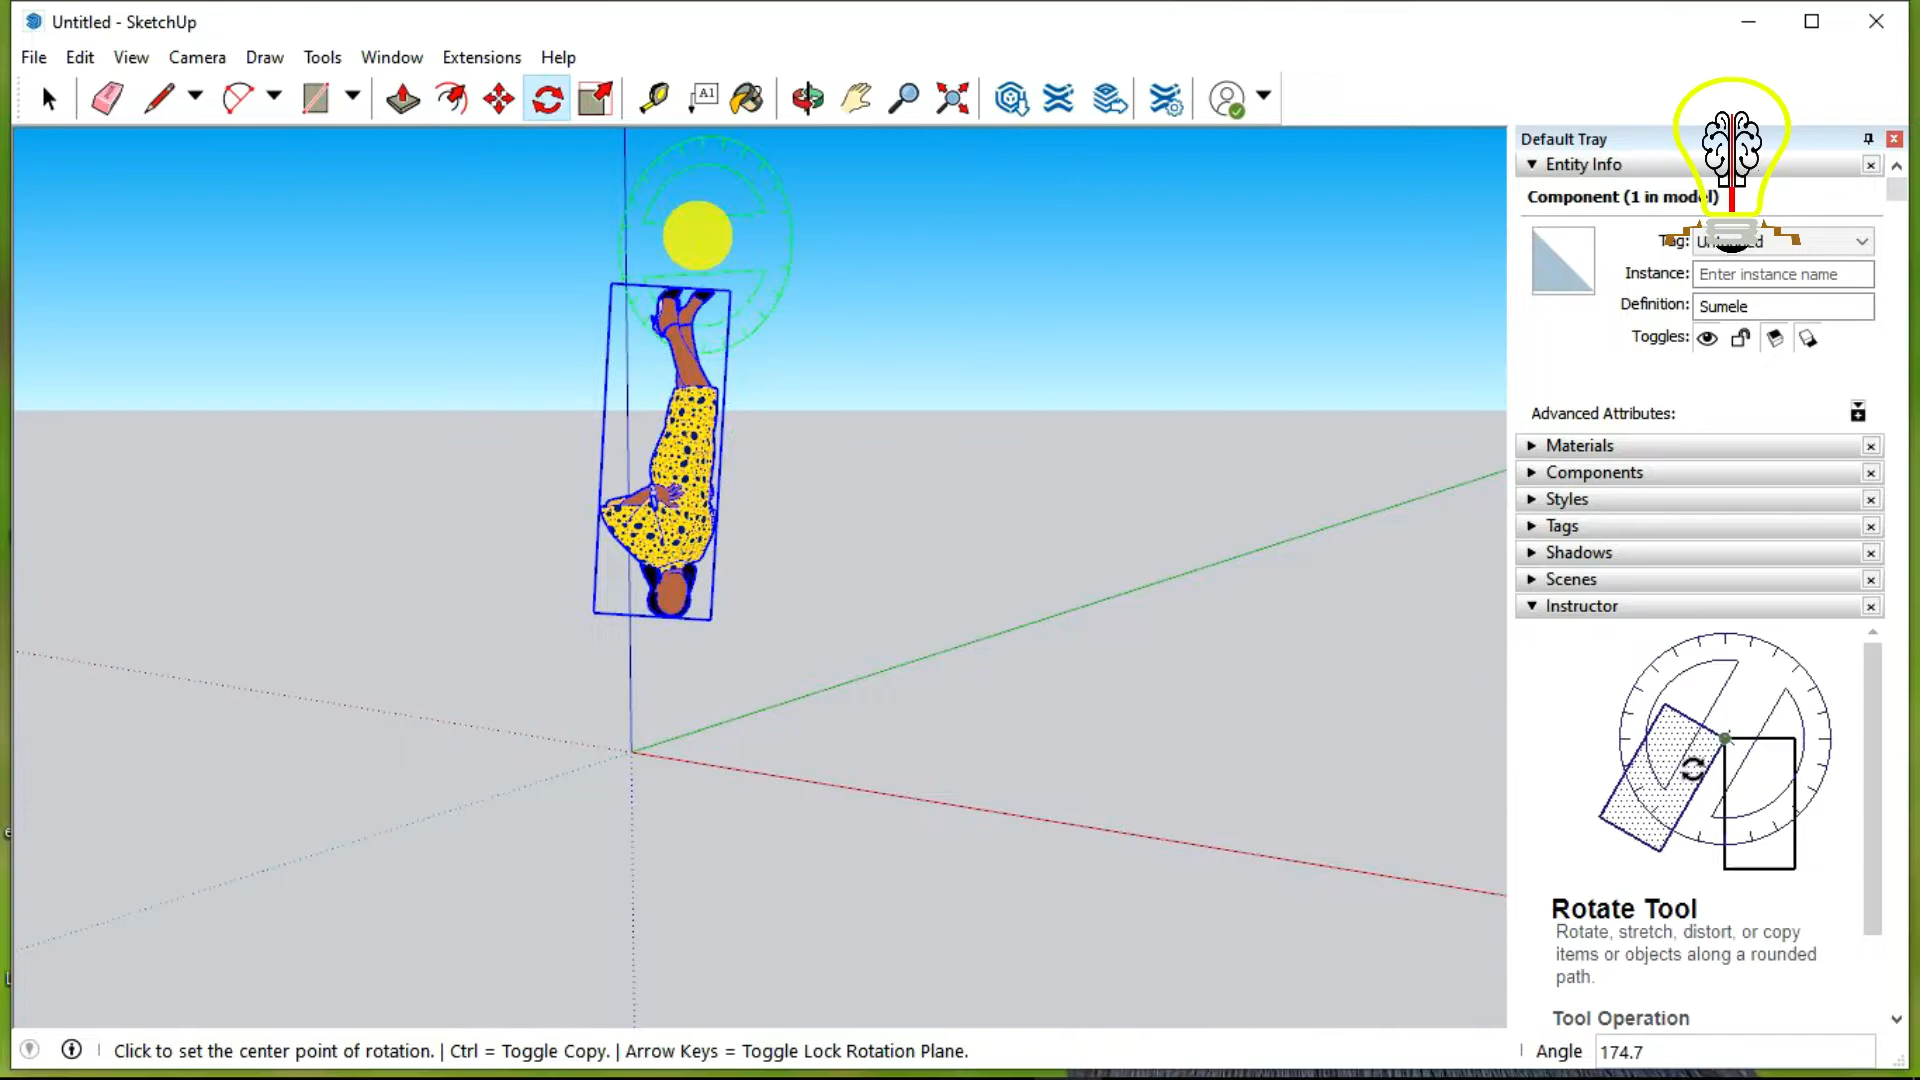 Untitled - SketchUp
File Edit View Camera Draw Tools Window Extensions Help
A1
Default Tray
Entity Info
Component (1 in model)
Tag:
Instance: Enter instance name
Definition: Sumele
Toggles:
Advanced Attributes:
Materials
Components
Styles
Tags
Shadows
Scenes
Instructor
Rotate Tool
Rotate, stretch, distort, or copy
items or objects along a rounded
path.
Tool Operation
Click to set the center point of rotation. | Ctrl = Toggle Copy. | Arrow Keys = Toggle Lock Rotation Plane.
Angle 174.7